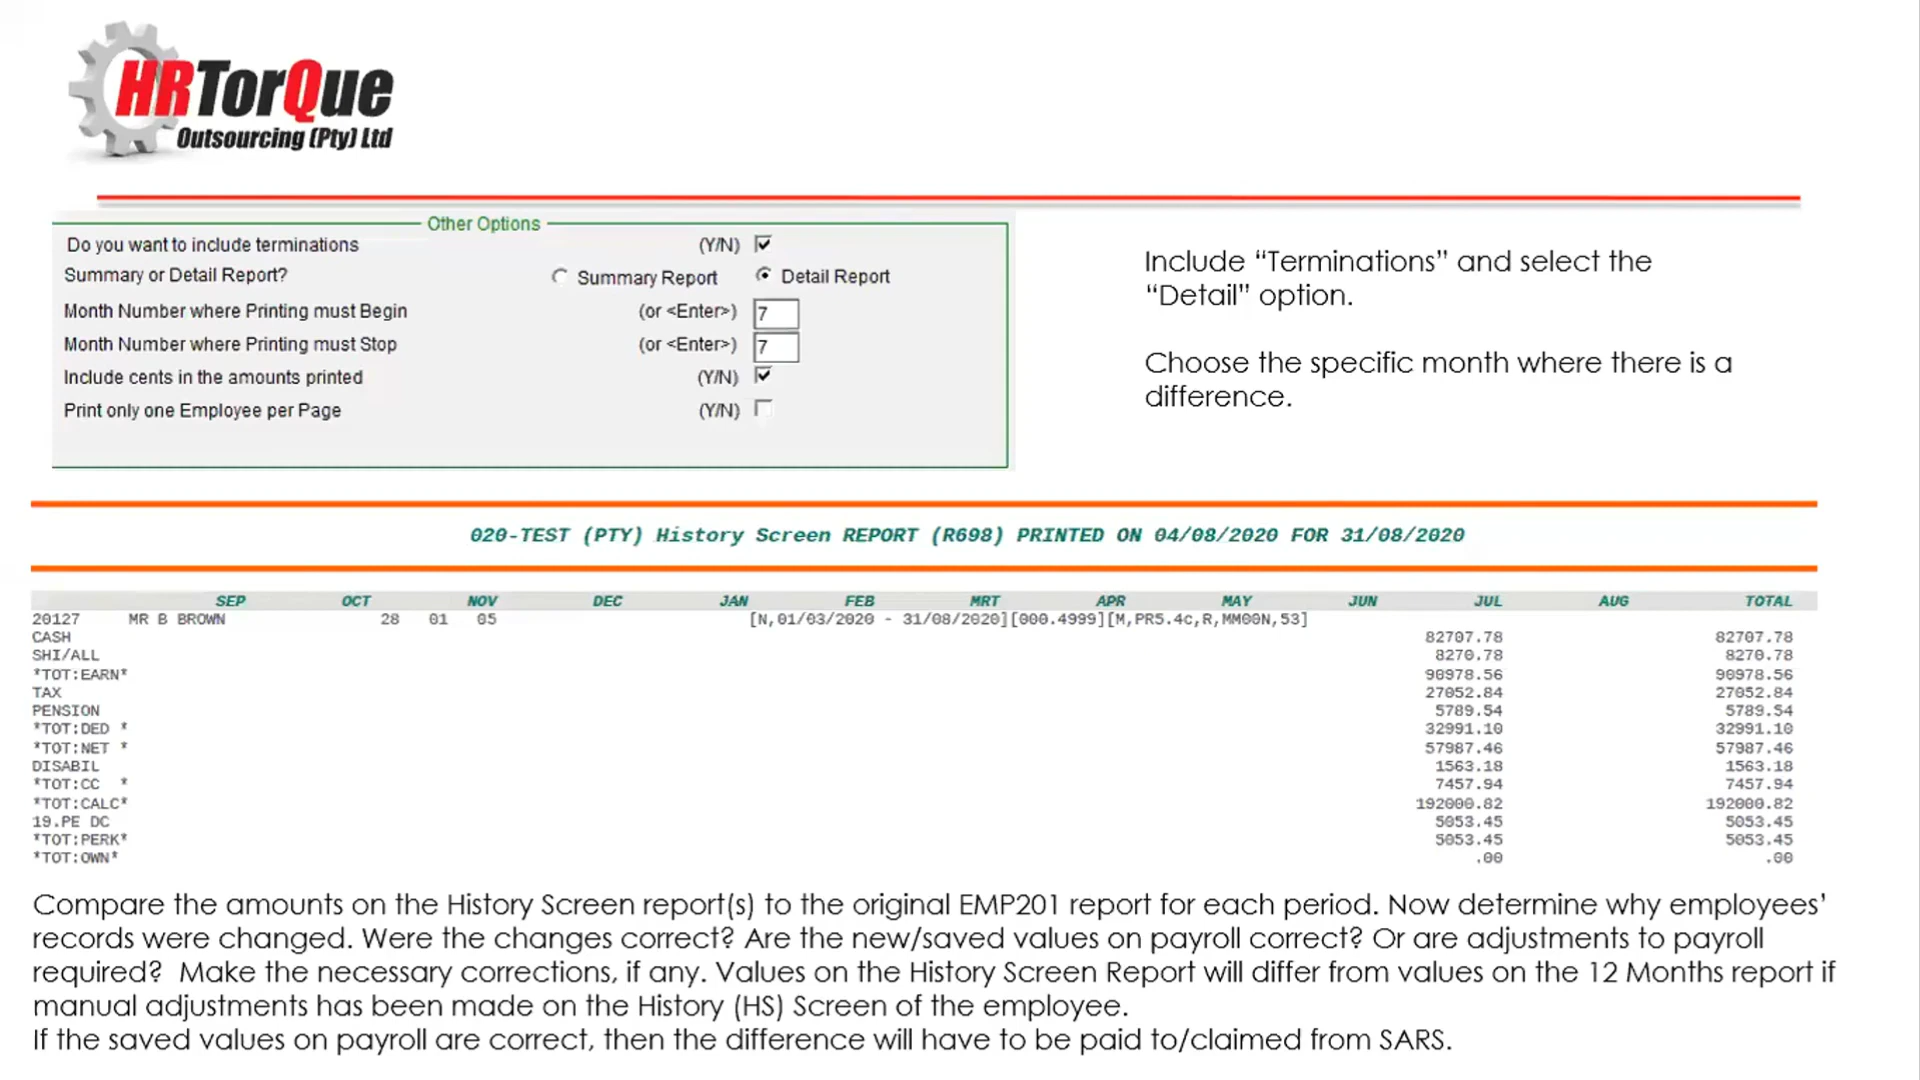 HRTorQue
Outsourcing (Pty) Ltd
Other Options
Do you want to include terminations (Y/N)
Summary or Detail Report? Summary Report Detail Report
Month Number where Printing must Begin (or <Enter>) 7
Month Number where Printing must Stop (or <Enter>) 7
Include cents in the amounts printed (Y/N)
Print only one Employee per Page (Y/N)
Include “Terminations” and select the
“Detail” option.
Choose the specific month where there is a
difference.
020-TEST (PTY) History Screen REPORT (R698) PRINTED ON 04/08/2020 FOR 31/08/2020
SEP OCT NOV DEC JAN FEB MRT APR MAY JUN JUL AUG TOTAL
20127 MR B BROWN 28 01 05 [N,01/03/2020 - 31/08/2020][000.4999][M,PR5.4c,R,MM00N,53]
CASH 82707.78 82707.78
SHI/ALL 8270.78 8270.78
*TOT:EARN* 90978.56 90978.56
TAX 27052.84 27052.84
PENSION 5789.54 5789.54
*TOT:DED * 32991.10 32991.10
*TOT:NET * 57987.46 57987.46
DISABIL 1563.18 1563.18
*TOT:CC * 7457.94 7457.94
*TOT:CALC* 192000.82 192000.82
19.PE DC 5053.45 5053.45
*TOT:PERK* 5053.45 5053.45
*TOT:OWN* .00 .00
Compare the amounts on the History Screen report(s) to the original EMP201 report for each period. Now determine why employees’
records were changed. Were the changes correct? Are the new/saved values on payroll correct? Or are adjustments to payroll
required? Make the necessary corrections, if any. Values on the History Screen Report will differ from values on the 12 Months report if
manual adjustments has been made on the History (HS) Screen of the employee.
If the saved values on payroll are correct, then the difference will have to be paid to/claimed from SARS.